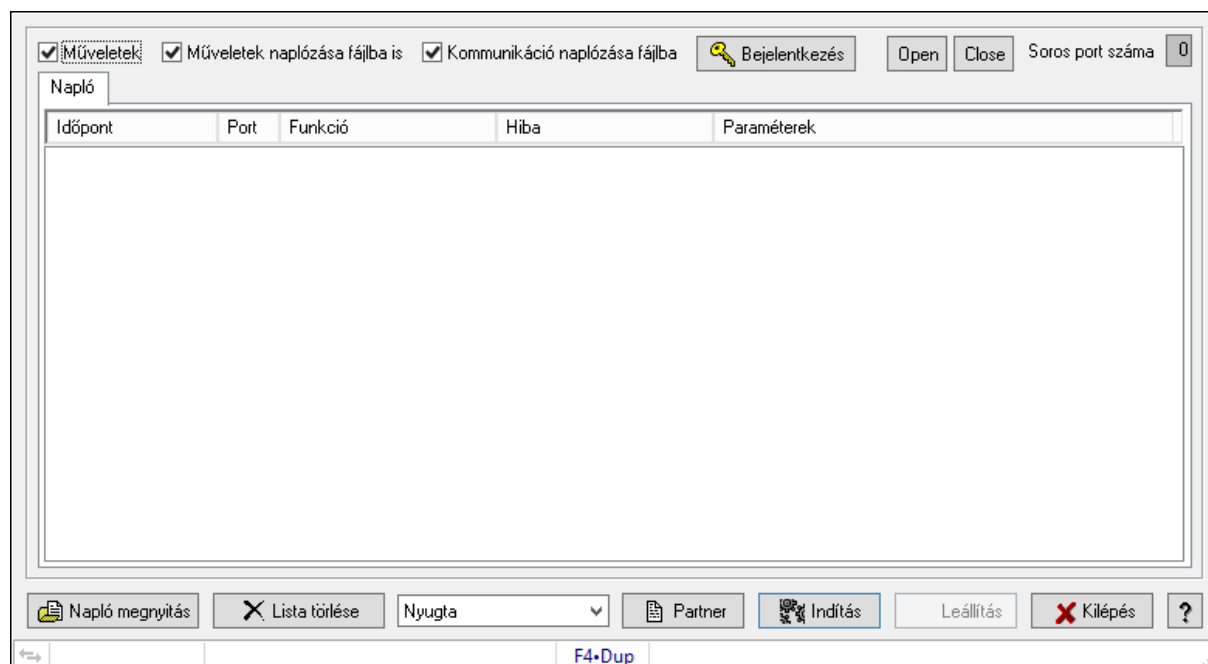 Műveletek Műveletek naplózása fájlba is Kommunikáció naplózása fájlba Bejelentkezés Open Close Soros port száma 0
Napló
Időpont Port Funkció Hiba Paraméterek
Napló megnyitás Lista törlése Nyugta Partner Indítás Leállítás Kilépés ?
F4•Dup